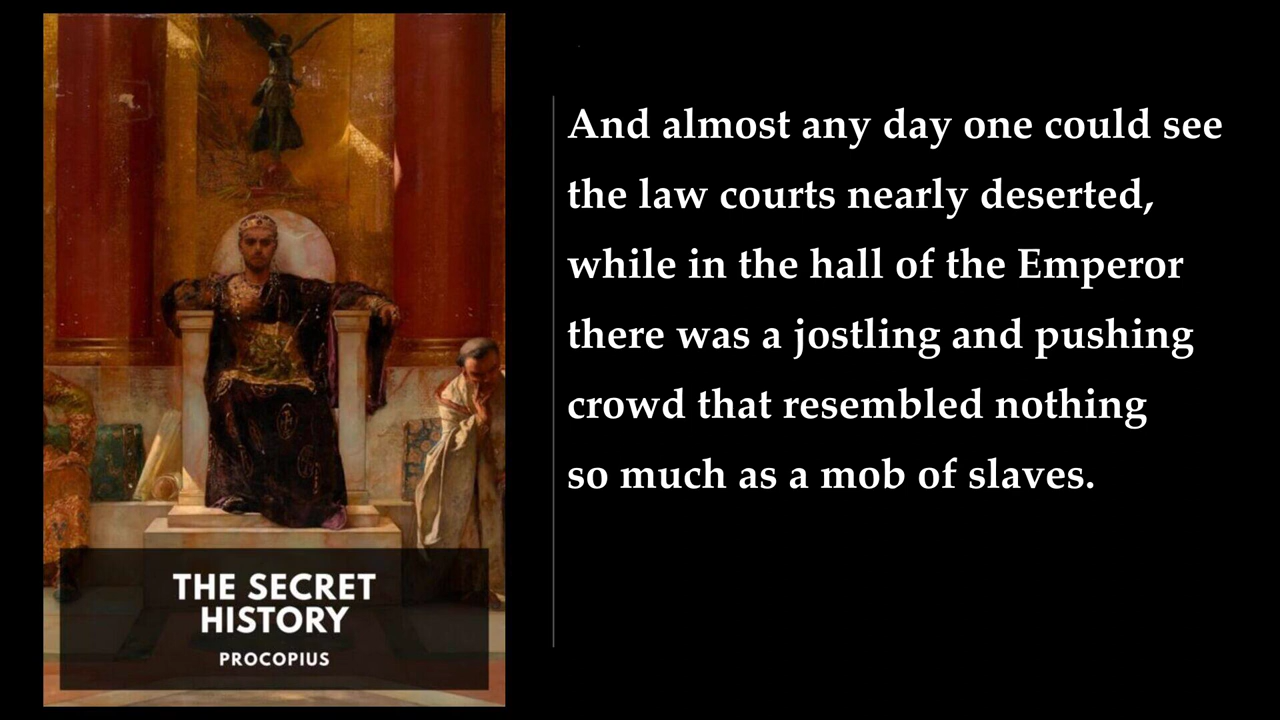 And almost any day one could see
the law courts nearly deserted,
while in the hall of the Emperor
there was a jostling and pushing
crowd that resembled nothing
so much as a mob of slaves.
THE SECRET
HISTORY
PROCOPIUS